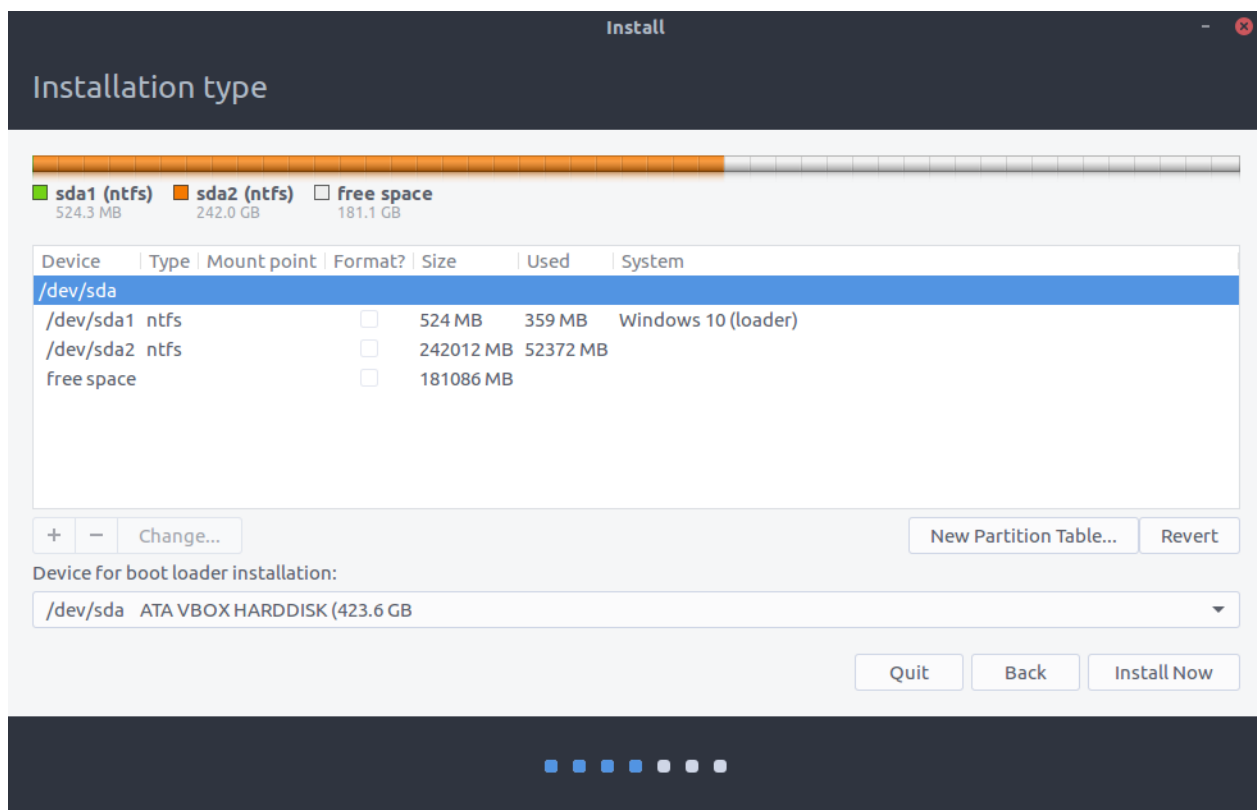 Install
Installation type
sda1 (ntfs) sda2 (ntfs) free space
524.3 MB 242.0 GB 181.1 GB
Device Type Mount point Format? Size Used System
/dev/sda
/dev/sda1 ntfs 524 MB 359 MB Windows 10 (loader)
/dev/sda2 ntfs 242012 MB 52372 MB
free space 181086 MB
+ − Change... New Partition Table... Revert
Device for boot loader installation:
/dev/sda ATA VBOX HARDDISK (423.6 GB
Quit Back Install Now